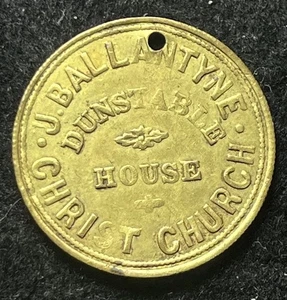 · J. BALLANTYNE ·
DUNSTABLE
HOUSE
CHRIST CHURCH